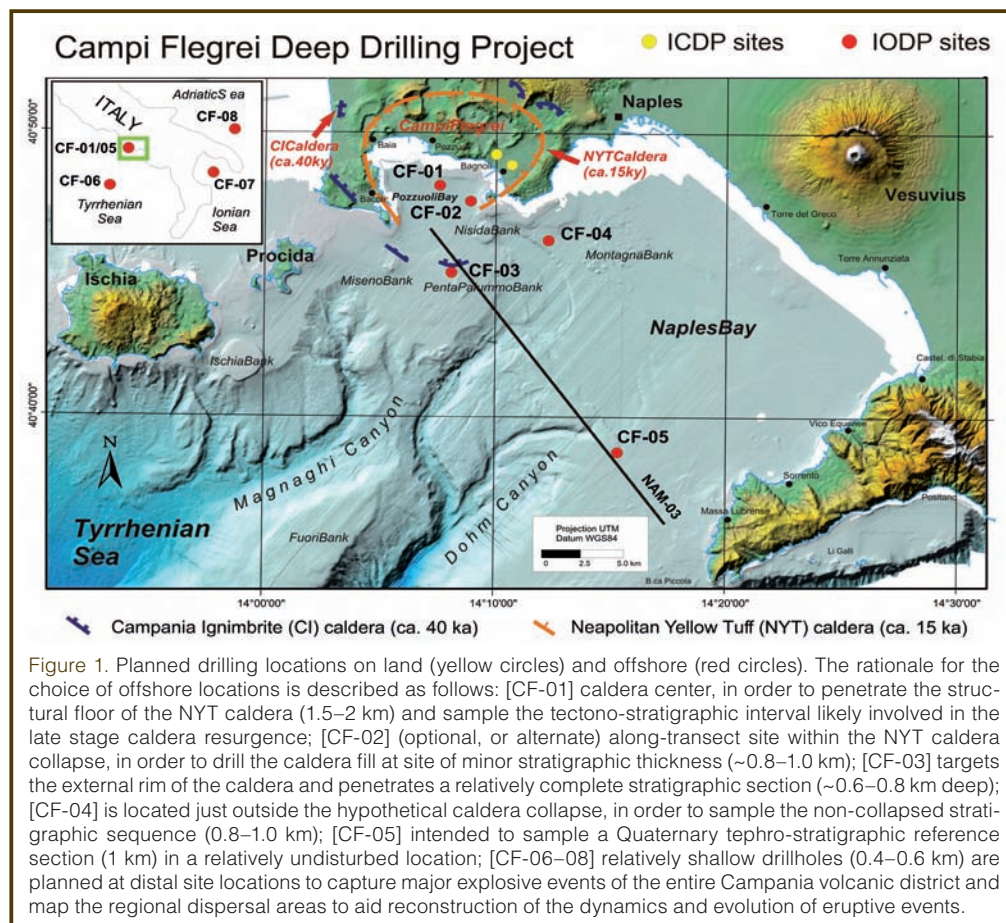 Campi Flegrei Deep Drilling Project
ICDP sites
IODP sites
ITALY
AdriaticS ea
CF-08
CF-01/05
CF-06
CF-07
Tyrrhenian
Sea
Ionian
Sea
40°50'00"
40°40'00"
CICaldera
(ca.40ky)
CampiFlegrei
Baia
Pozzuoli
Bagnoli
Bacoli
Naples
NYTCaldera
(ca.15ky)
Vesuvius
CF-01
PozzuoliBay
CF-02
NisidaBank
CF-04
MontagnaBank
CF-03
PentaPalummoBank
MisenoBank
Torre del Greco
Torre Annunziata
Castel. di Stabia
Procida
Ischia
IschiaBank
NaplesBay
Vico Equense
Sorrento
Positano
Massa Lubrense
Li Galli
B.ca Piccola
CF-05
NAM-03
N
Magnaghi Canyon
Dohrn Canyon
FuoriBank
Tyrrhenian
Sea
Projection UTM
Datum WGS84
0 2.5 5.0 km
14°00'00" 14°10'00" 14°20'00" 14°30'00"
Campania Ignimbrite (CI) caldera (ca. 40 ka)
Neapolitan Yellow Tuff (NYT) caldera (ca. 15 ka)
Figure 1. Planned drilling locations on land (yellow circles) and offshore (red circles). The rationale for the
choice of offshore locations is described as follows: [CF-01] caldera center, in order to penetrate the struc-
tural floor of the NYT caldera (1.5–2 km) and sample the tectono-stratigraphic interval likely involved in the
late stage caldera resurgence; [CF-02] (optional, or alternate) along-transect site within the NYT caldera
collapse, in order to drill the caldera fill at site of minor stratigraphic thickness (~0.8–1.0 km); [CF-03] targets
the external rim of the caldera and penetrates a relatively complete stratigraphic section (~0.6–0.8 km deep);
[CF-04] is located just outside the hypothetical caldera collapse, in order to sample the non-collapsed strati-
graphic sequence (0.8–1.0 km); [CF-05] intended to sample a Quaternary tephro-stratigraphic reference
section (1 km) in a relatively undisturbed location; [CF-06–08] relatively shallow drillholes (0.4–0.6 km) are
planned at distal site locations to capture major explosive events of the entire Campania volcanic district and
map the regional dispersal areas to aid reconstruction of the dynamics and evolution of eruptive events.